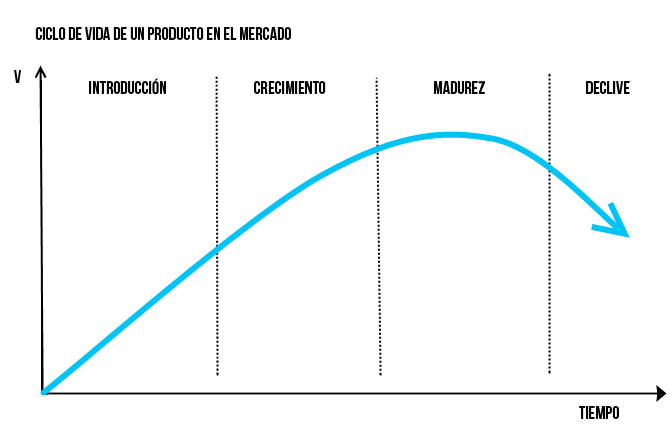 CICLO DE VIDA DE UN PRODUCTO EN EL MERCADO
V
INTRODUCCIÓN
CRECIMIENTO
MADUREZ
DECLIVE
TIEMPO